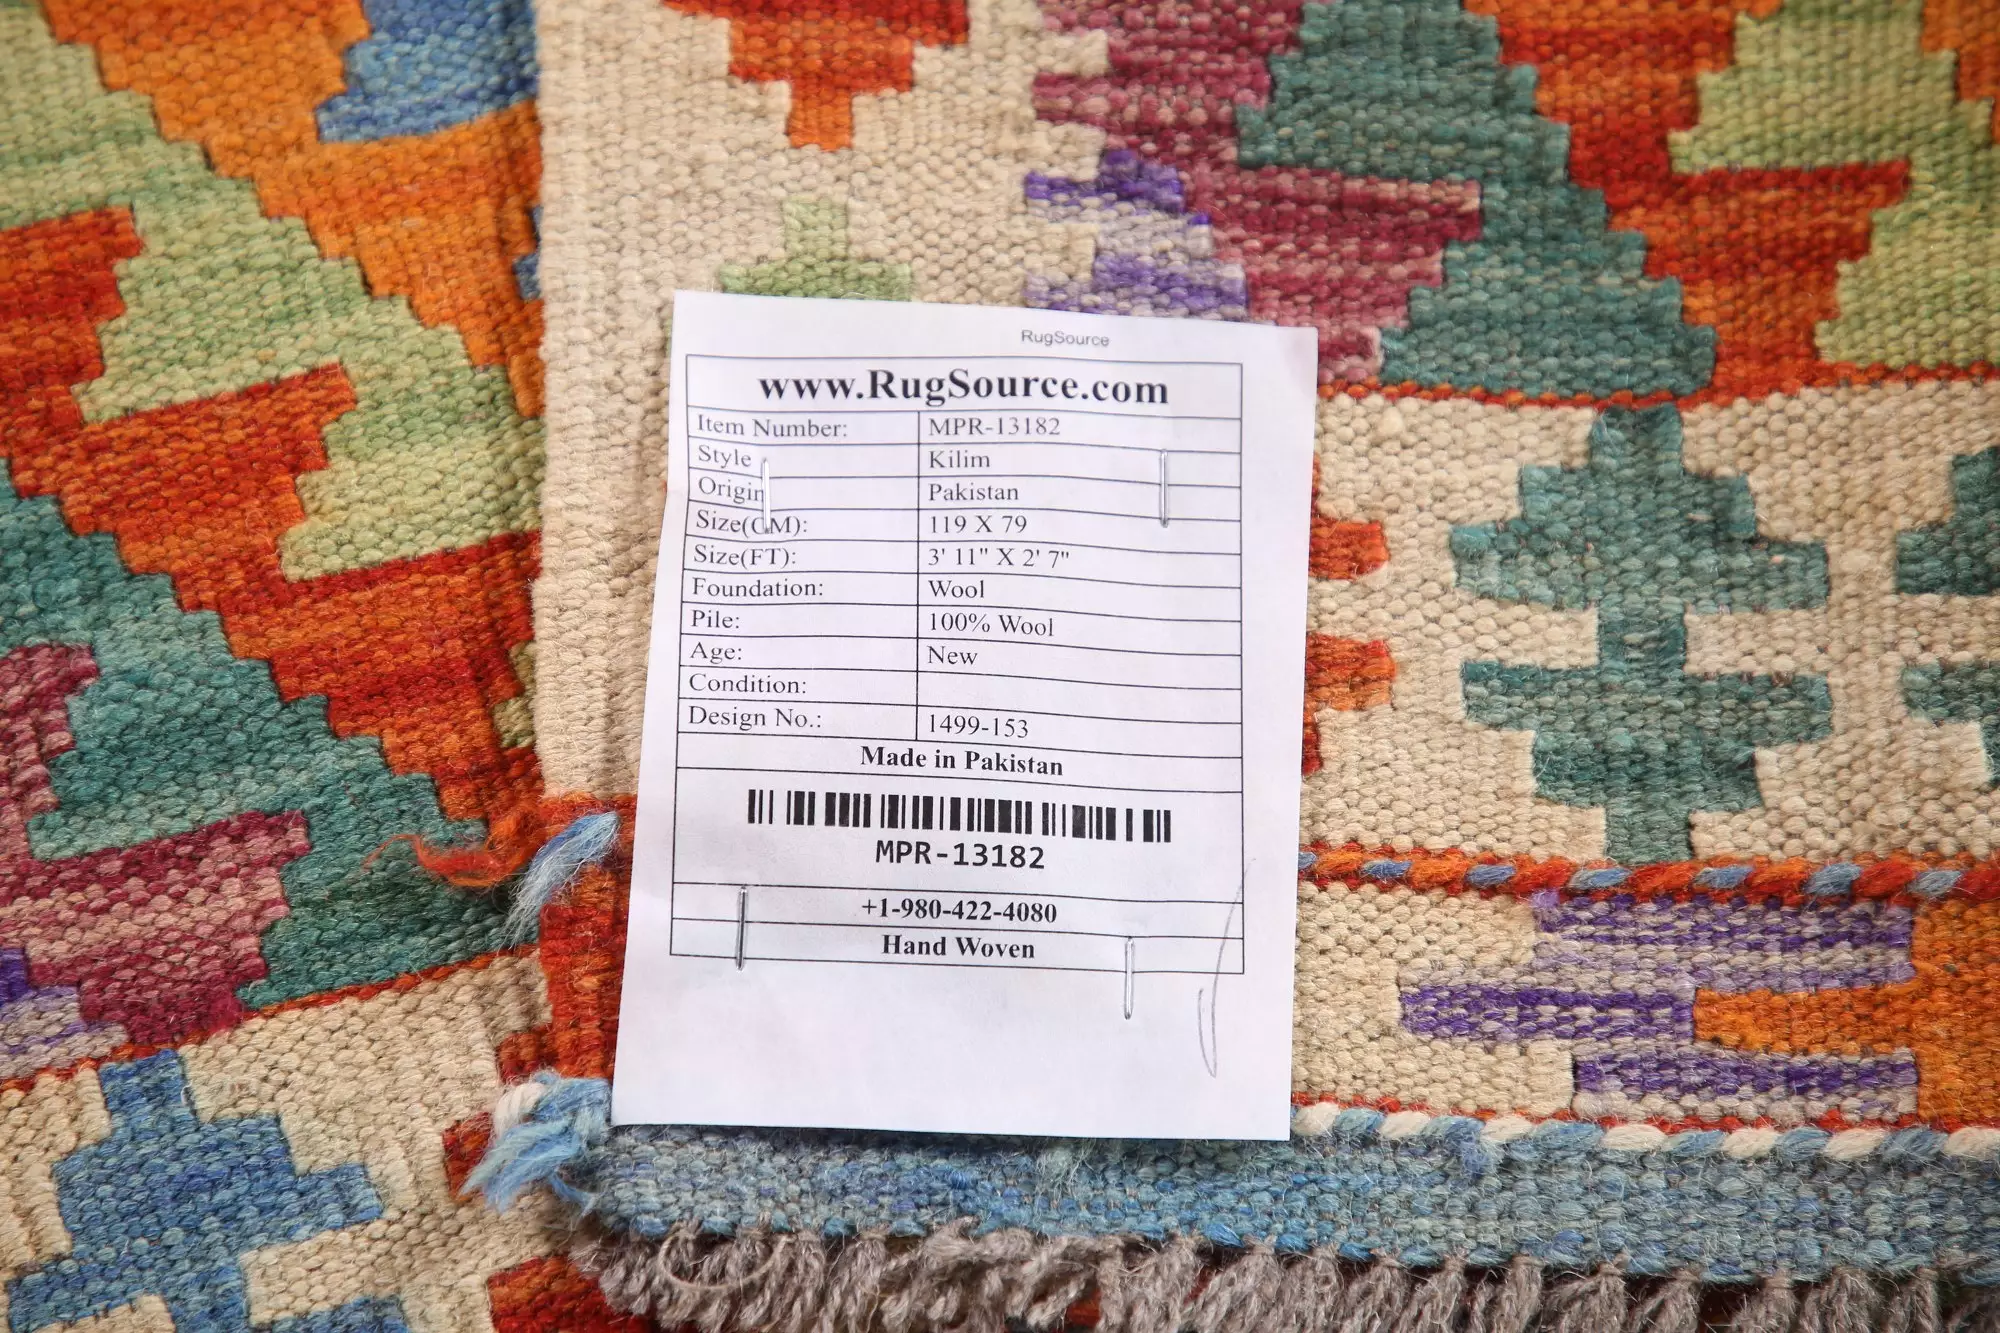 RugSource
www.RugSource.com
Item Number: MPR-13182
Style Kilim
Origin Pakistan
Size(CM): 119 X 79
Size(FT): 3' 11" X 2' 7"
Foundation: Wool
Pile: 100% Wool
Age: New
Condition:
Design No.: 1499-153
Made in Pakistan
MPR-13182
+1-980-422-4080
Hand Woven